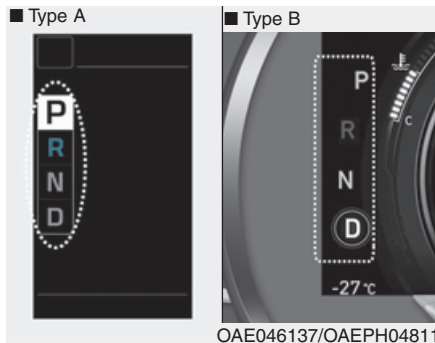 ■ Type A
P
R
N
D
■ Type B
P
R
N
D
C
-27℃
OAE046137/OAEPH04811